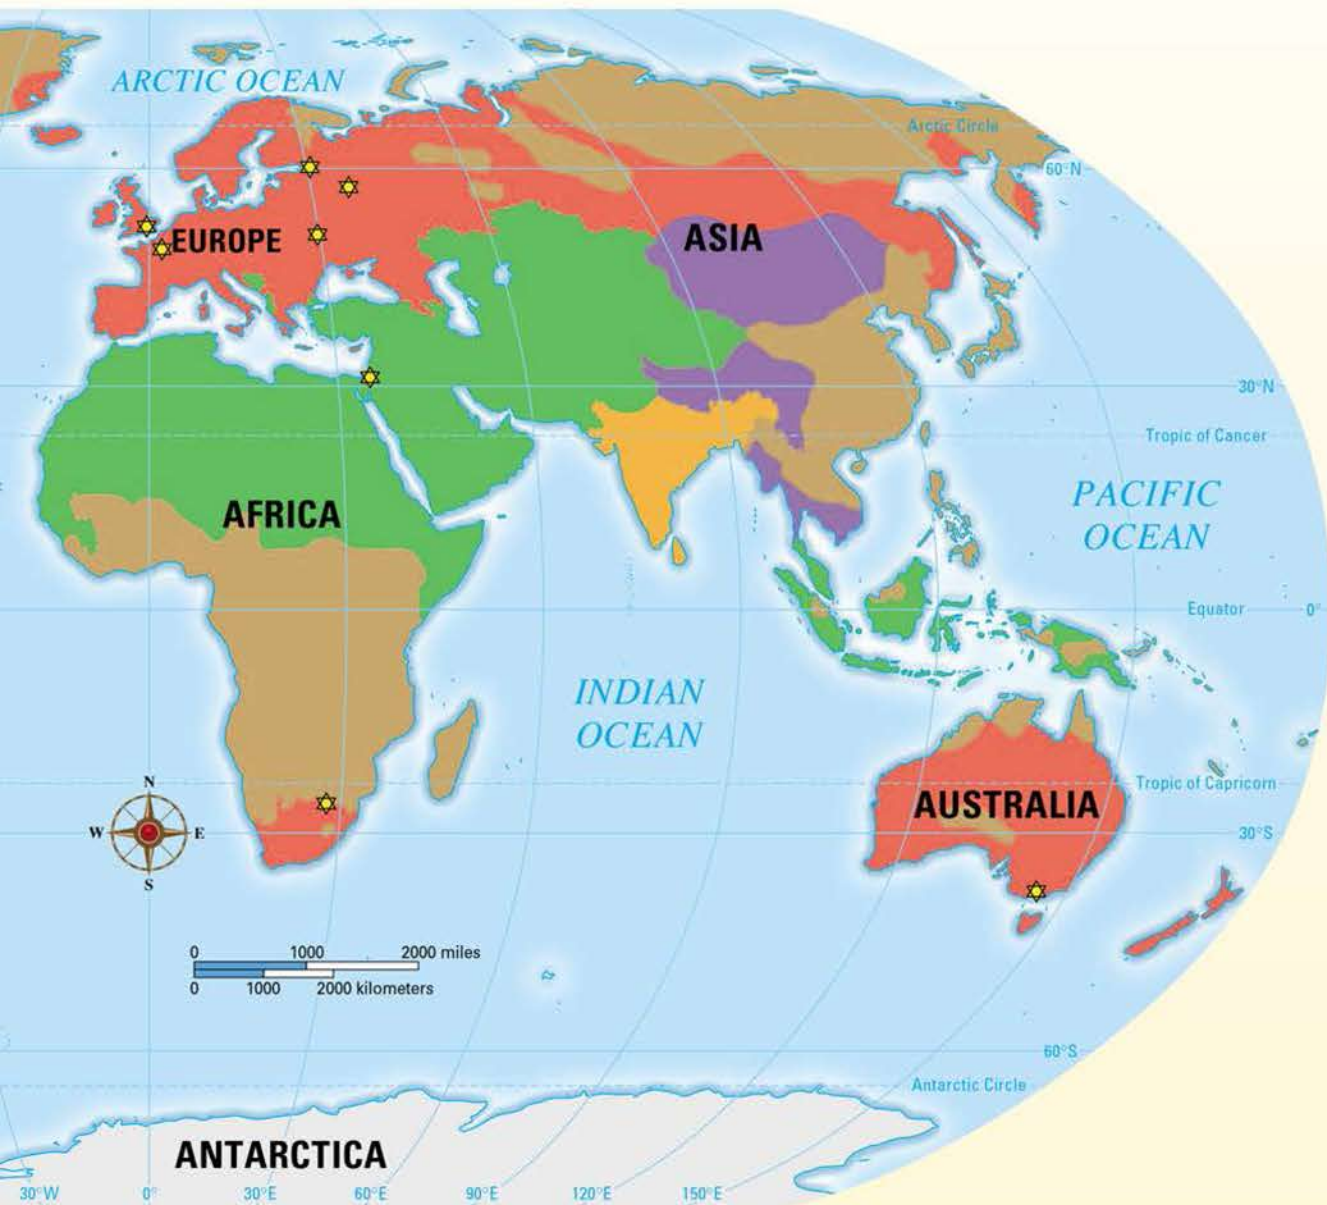 ARCTIC OCEAN
Arctic Circle
60°N
EUROPE
ASIA
30°N
Tropic of Cancer
AFRICA
PACIFIC
OCEAN
Equator
0°
INDIAN
OCEAN
Tropic of Capricorn
AUSTRALIA
30°S
N
W
E
S
0 1000 2000 miles
0 1000 2000 kilometers
60°S
Antarctic Circle
ANTARCTICA
30°W 0° 30°E 60°E 90°E 120°E 150°E